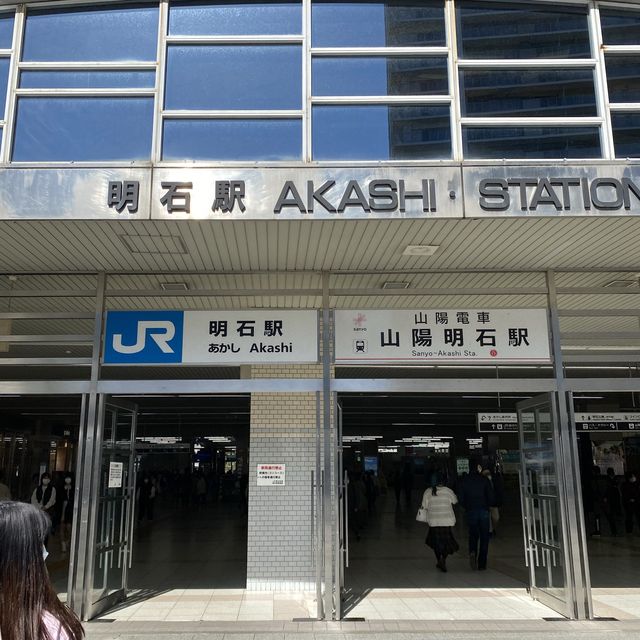 明石駅 AKASHI STATION
JR 明石駅
あかし Akashi
山陽電車
sanyo
山陽明石駅
Sanyo-Akashi Sta.